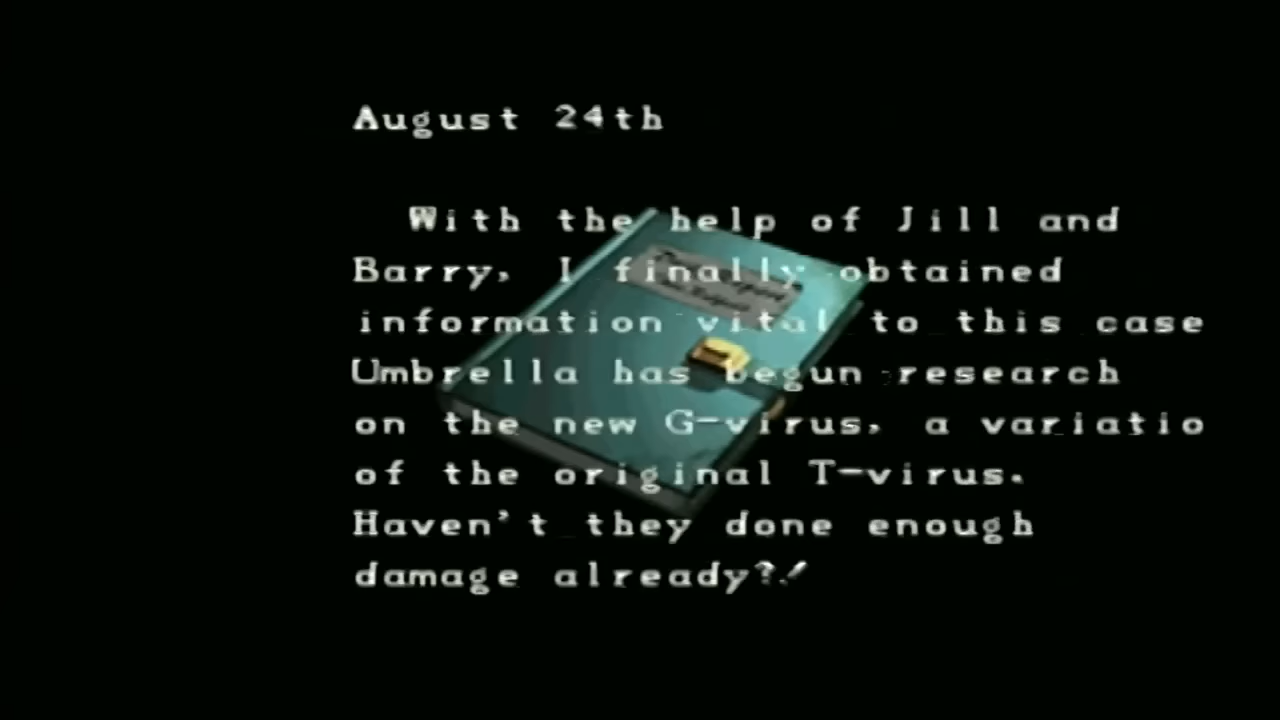 August 24th
With the help of Jill and
Barry, I finally obtained
information vital to this case
Umbrella has begun research
on the new G-virus, a variatio
of the original T-virus.
Haven't they done enough
damage already?!